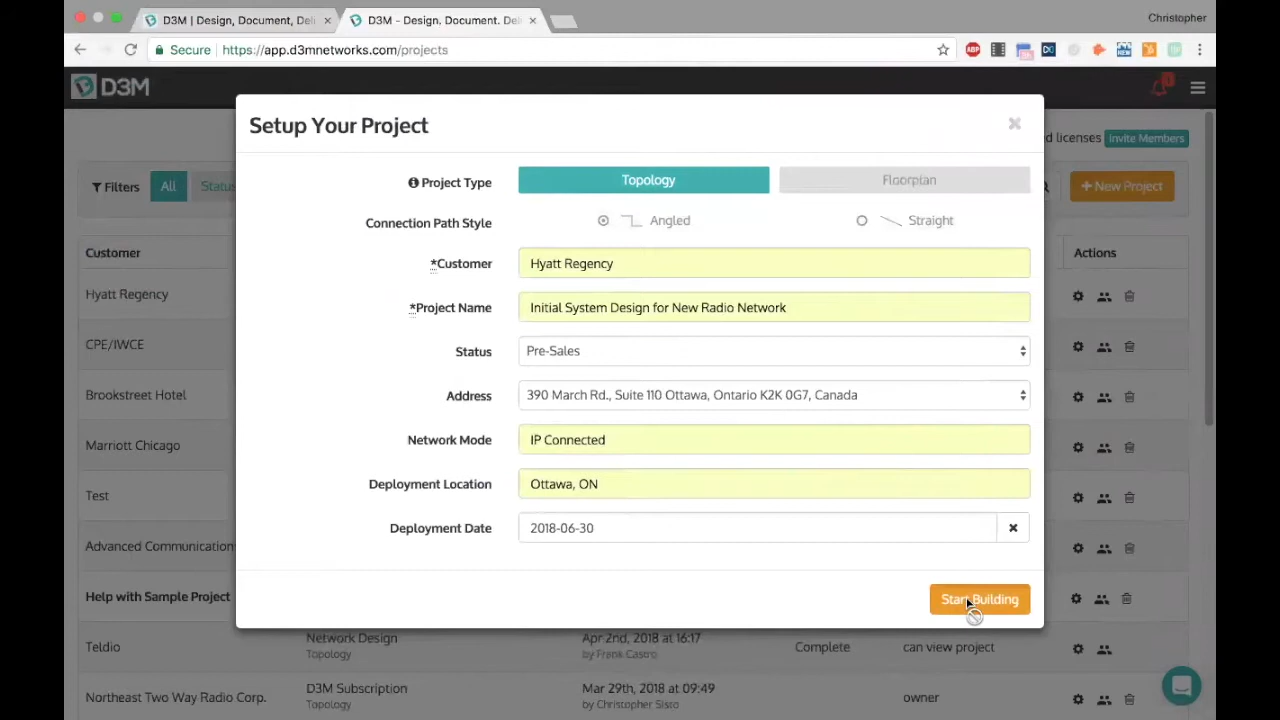 D3M | Design, Document, Deli
D3M - Design. Document. Deli
Christopher
Secure https://app.d3mnetworks.com/projects
D3M
Setup Your Project
d licenses Invite Members
Filters All Status
+ New Project
Project Type Topology Floorplan
Connection Path Style Angled Straight
Customer Actions
*Customer Hyatt Regency
Hyatt Regency
*Project Name Initial System Design for New Radio Network
CPE/IWCE
Status Pre-Sales
Brookstreet Hotel
Address 390 March Rd., Suite 110 Ottawa, Ontario K2K 0G7, Canada
Marriott Chicago
Network Mode IP Connected
Test
Deployment Location Ottawa, ON
Advanced Communications
Deployment Date 2018-06-30
Help with Sample Project
Start Building
Teldio Network Design Apr 2nd, 2018 at 16:17 Complete can view project
Topology by Frank Castro
Northeast Two Way Radio Corp. D3M Subscription Mar 29th, 2018 at 09:49 owner
Topology by Christopher Sisto